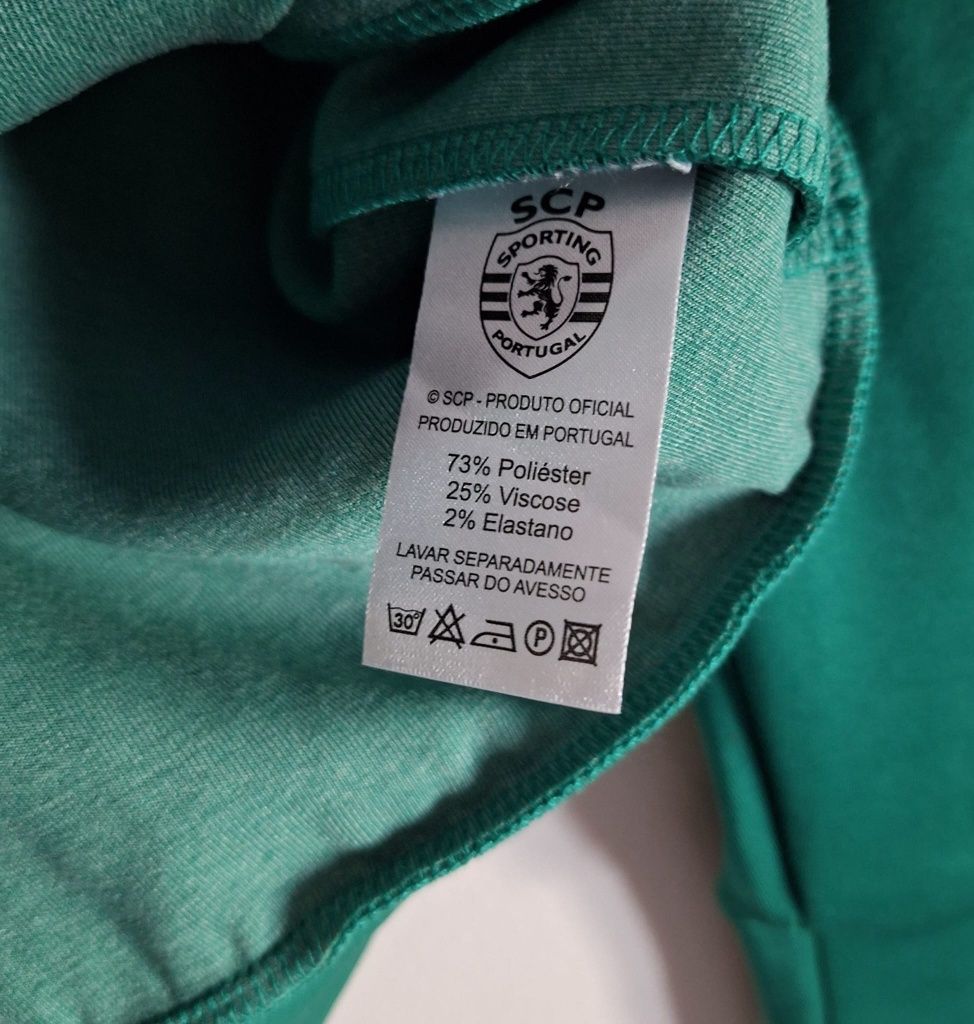 SCP
SPORTING
PORTUGAL
© SCP - PRODUTO OFICIAL
PRODUZIDO EM PORTUGAL
73% Poliéster
25% Viscose
2% Elastano
LAVAR SEPARADAMENTE
PASSAR DO AVESSO
30° P